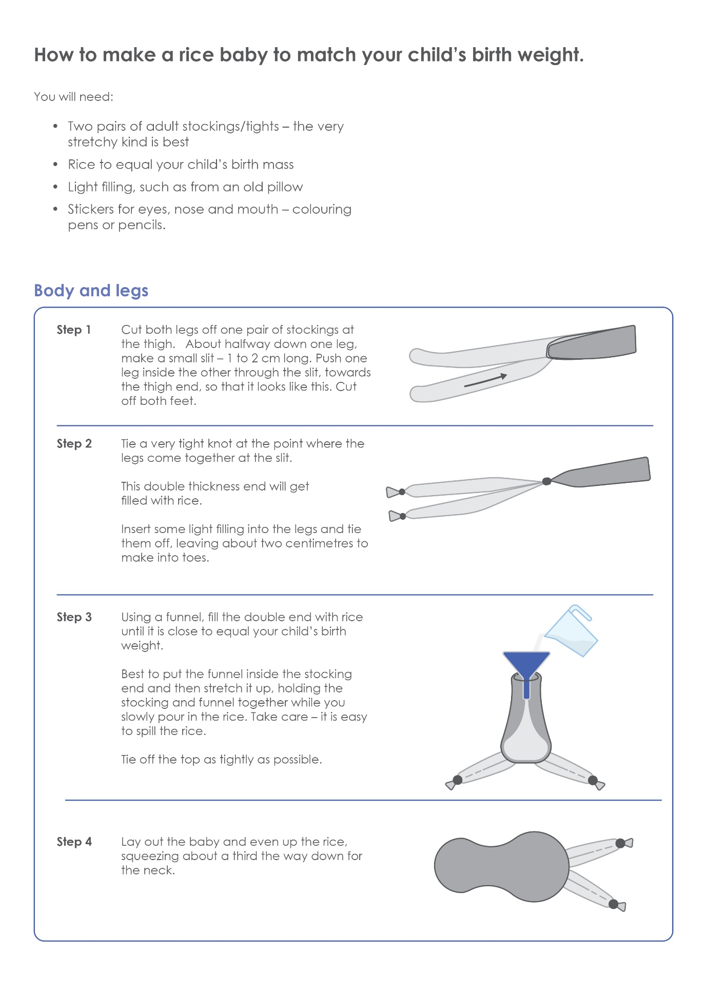 How to make a rice baby to match your child's birth weight.
You will need:
• Two pairs of adult stockings/tights – the very
stretchy kind is best
• Rice to equal your child's birth mass
• Light filling, such as from an old pillow
• Stickers for eyes, nose and mouth – colouring
pens or pencils.
Body and legs
Step 1
Cut both legs off one pair of stockings at
the thigh.   About halfway down one leg,
make a small slit – 1 to 2 cm long. Push one
leg inside the other through the slit, towards
the thigh end, so that it looks like this. Cut
off both feet.
Step 2
Tie a very tight knot at the point where the
legs come together at the slit.
This double thickness end will get
filled with rice.
Insert some light filling into the legs and tie
them off, leaving about two centimetres to
make into toes.
Step 3
Using a funnel, fill the double end with rice
until it is close to equal your child's birth
weight.
Best to put the funnel inside the stocking
end and then stretch it up, holding the
stocking and funnel together while you
slowly pour in the rice. Take care – it is easy
to spill the rice.
Tie off the top as tightly as possible.
Step 4
Lay out the baby and even up the rice,
squeezing about a third the way down for
the neck.